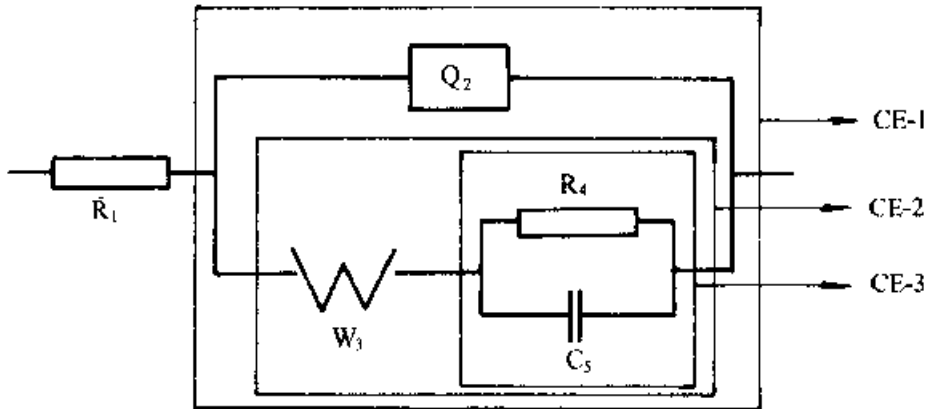 Q₂
CE-1
R₁
R₄
CE-2
CE-3
W₃
C₅